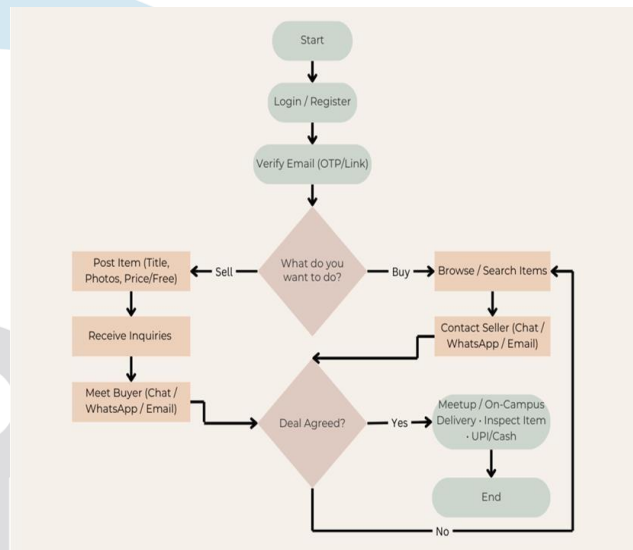 Start
Login / Register
Verify Email (OTP/Link)
What do you
want to do?
Sell
Buy
Post Item (Title,
Photos, Price/Free)
Browse / Search Items
Receive Inquiries
Contact Seller (Chat /
WhatsApp / Email)
Meet Buyer (Chat /
WhatsApp / Email)
Deal Agreed?
Yes
Meetup / On-Campus
Delivery • Inspect Item
• UPI/Cash
End
No